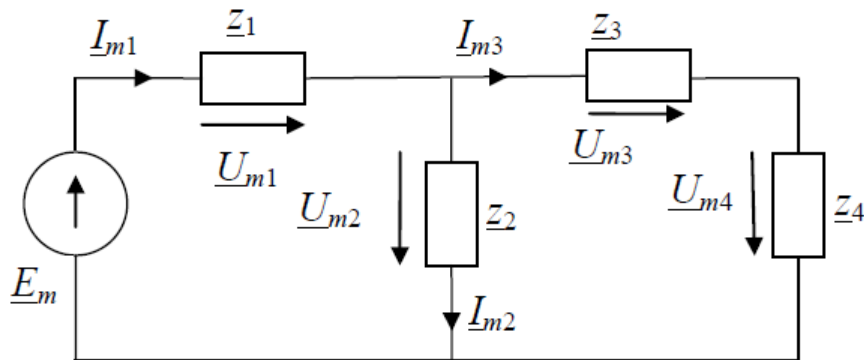 I_m1
z_1
I_m3
z_3
U_m1
U_m3
U_m2
z_2
U_m4
z_4
E_m
I_m2